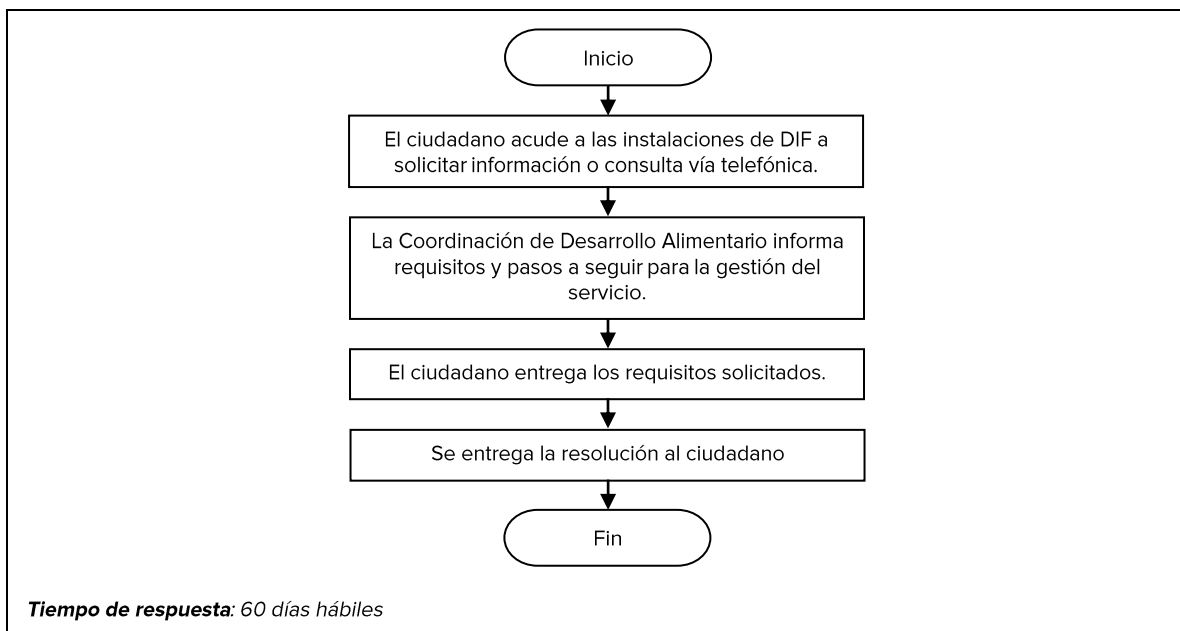 Inicio
El ciudadano acude a las instalaciones de DIF a
solicitar información o consulta vía telefónica.
La Coordinación de Desarrollo Alimentario informa
requisitos y pasos a seguir para la gestión del
servicio.
El ciudadano entrega los requisitos solicitados.
Se entrega la resolución al ciudadano
Fin
Tiempo de respuesta: 60 días hábiles